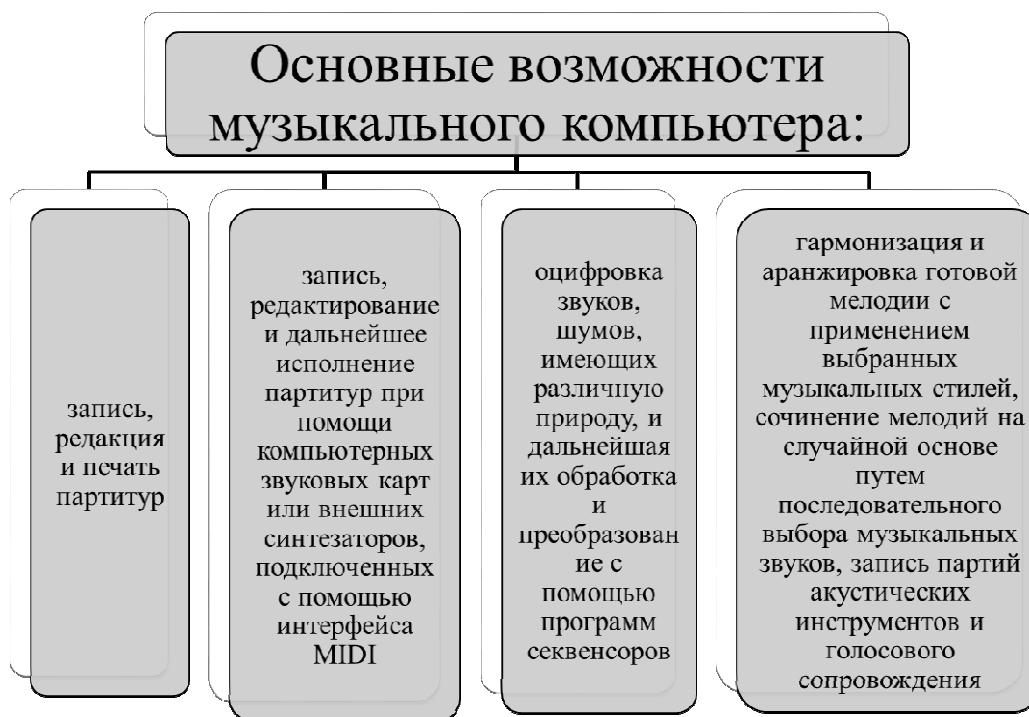 Основные возможности
музыкального компьютера:
запись,
редакция
и печать
партитур
запись,
редактирование
и дальнейшее
исполнение
партитур при
помощи
компьютерных
звуковых карт
или внешних
синтезаторов,
подключенных
с помощью
интерфейса
MIDI
оцифровка
звуков,
шумов,
имеющих
различную
природу, и
дальнейшая
их обработка
и
преобразован
ие с
помощью
программ
секвенсоров
гармонизация и
аранжировка готовой
мелодии с
применением
выбранных
музыкальных стилей,
сочинение мелодий на
случайной основе
путем
последовательного
выбора музыкальных
звуков, запись партий
акустических
инструментов и
голосового
сопровождения